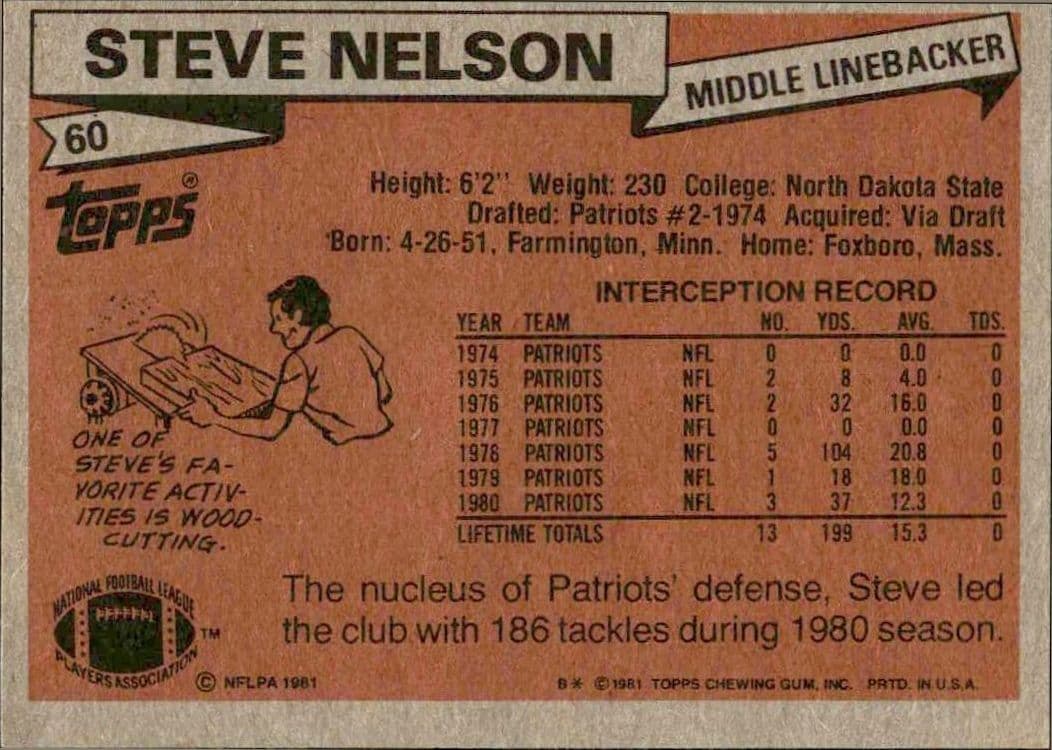 STEVE NELSON
MIDDLE LINEBACKER
60
Topps®
Height: 6'2" Weight: 230 College: North Dakota State
Drafted: Patriots #2-1974 Acquired: Via Draft
Born: 4-26-51, Farmington, Minn. Home: Foxboro, Mass.
INTERCEPTION RECORD
YEAR TEAM NO. YDS. AVG. TDS.
1974 PATRIOTS NFL 0 0 0.0 0
1975 PATRIOTS NFL 2 8 4.0 0
1976 PATRIOTS NFL 2 32 16.0 0
1977 PATRIOTS NFL 0 0 0.0 0
1978 PATRIOTS NFL 5 104 20.8 0
1979 PATRIOTS NFL 1 18 18.0 0
1980 PATRIOTS NFL 3 37 12.3 0
LIFETIME TOTALS 13 199 15.3 0
ONE OF
STEVE'S FA-
VORITE ACTIV-
ITIES IS WOOD-
CUTTING.
The nucleus of Patriots' defense, Steve led
the club with 186 tackles during 1980 season.
NATIONAL FOOTBALL LEAGUE
PLAYERS ASSOCIATION
TM
© NFLPA 1981
B* © 1981 TOPPS CHEWING GUM, INC. PRTD. IN U.S.A.